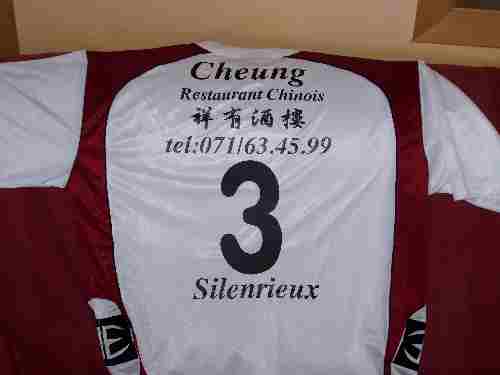 Cheung
Restaurant Chinois
祥有酒樓
tel:071/63.45.99
3
Silenrieux